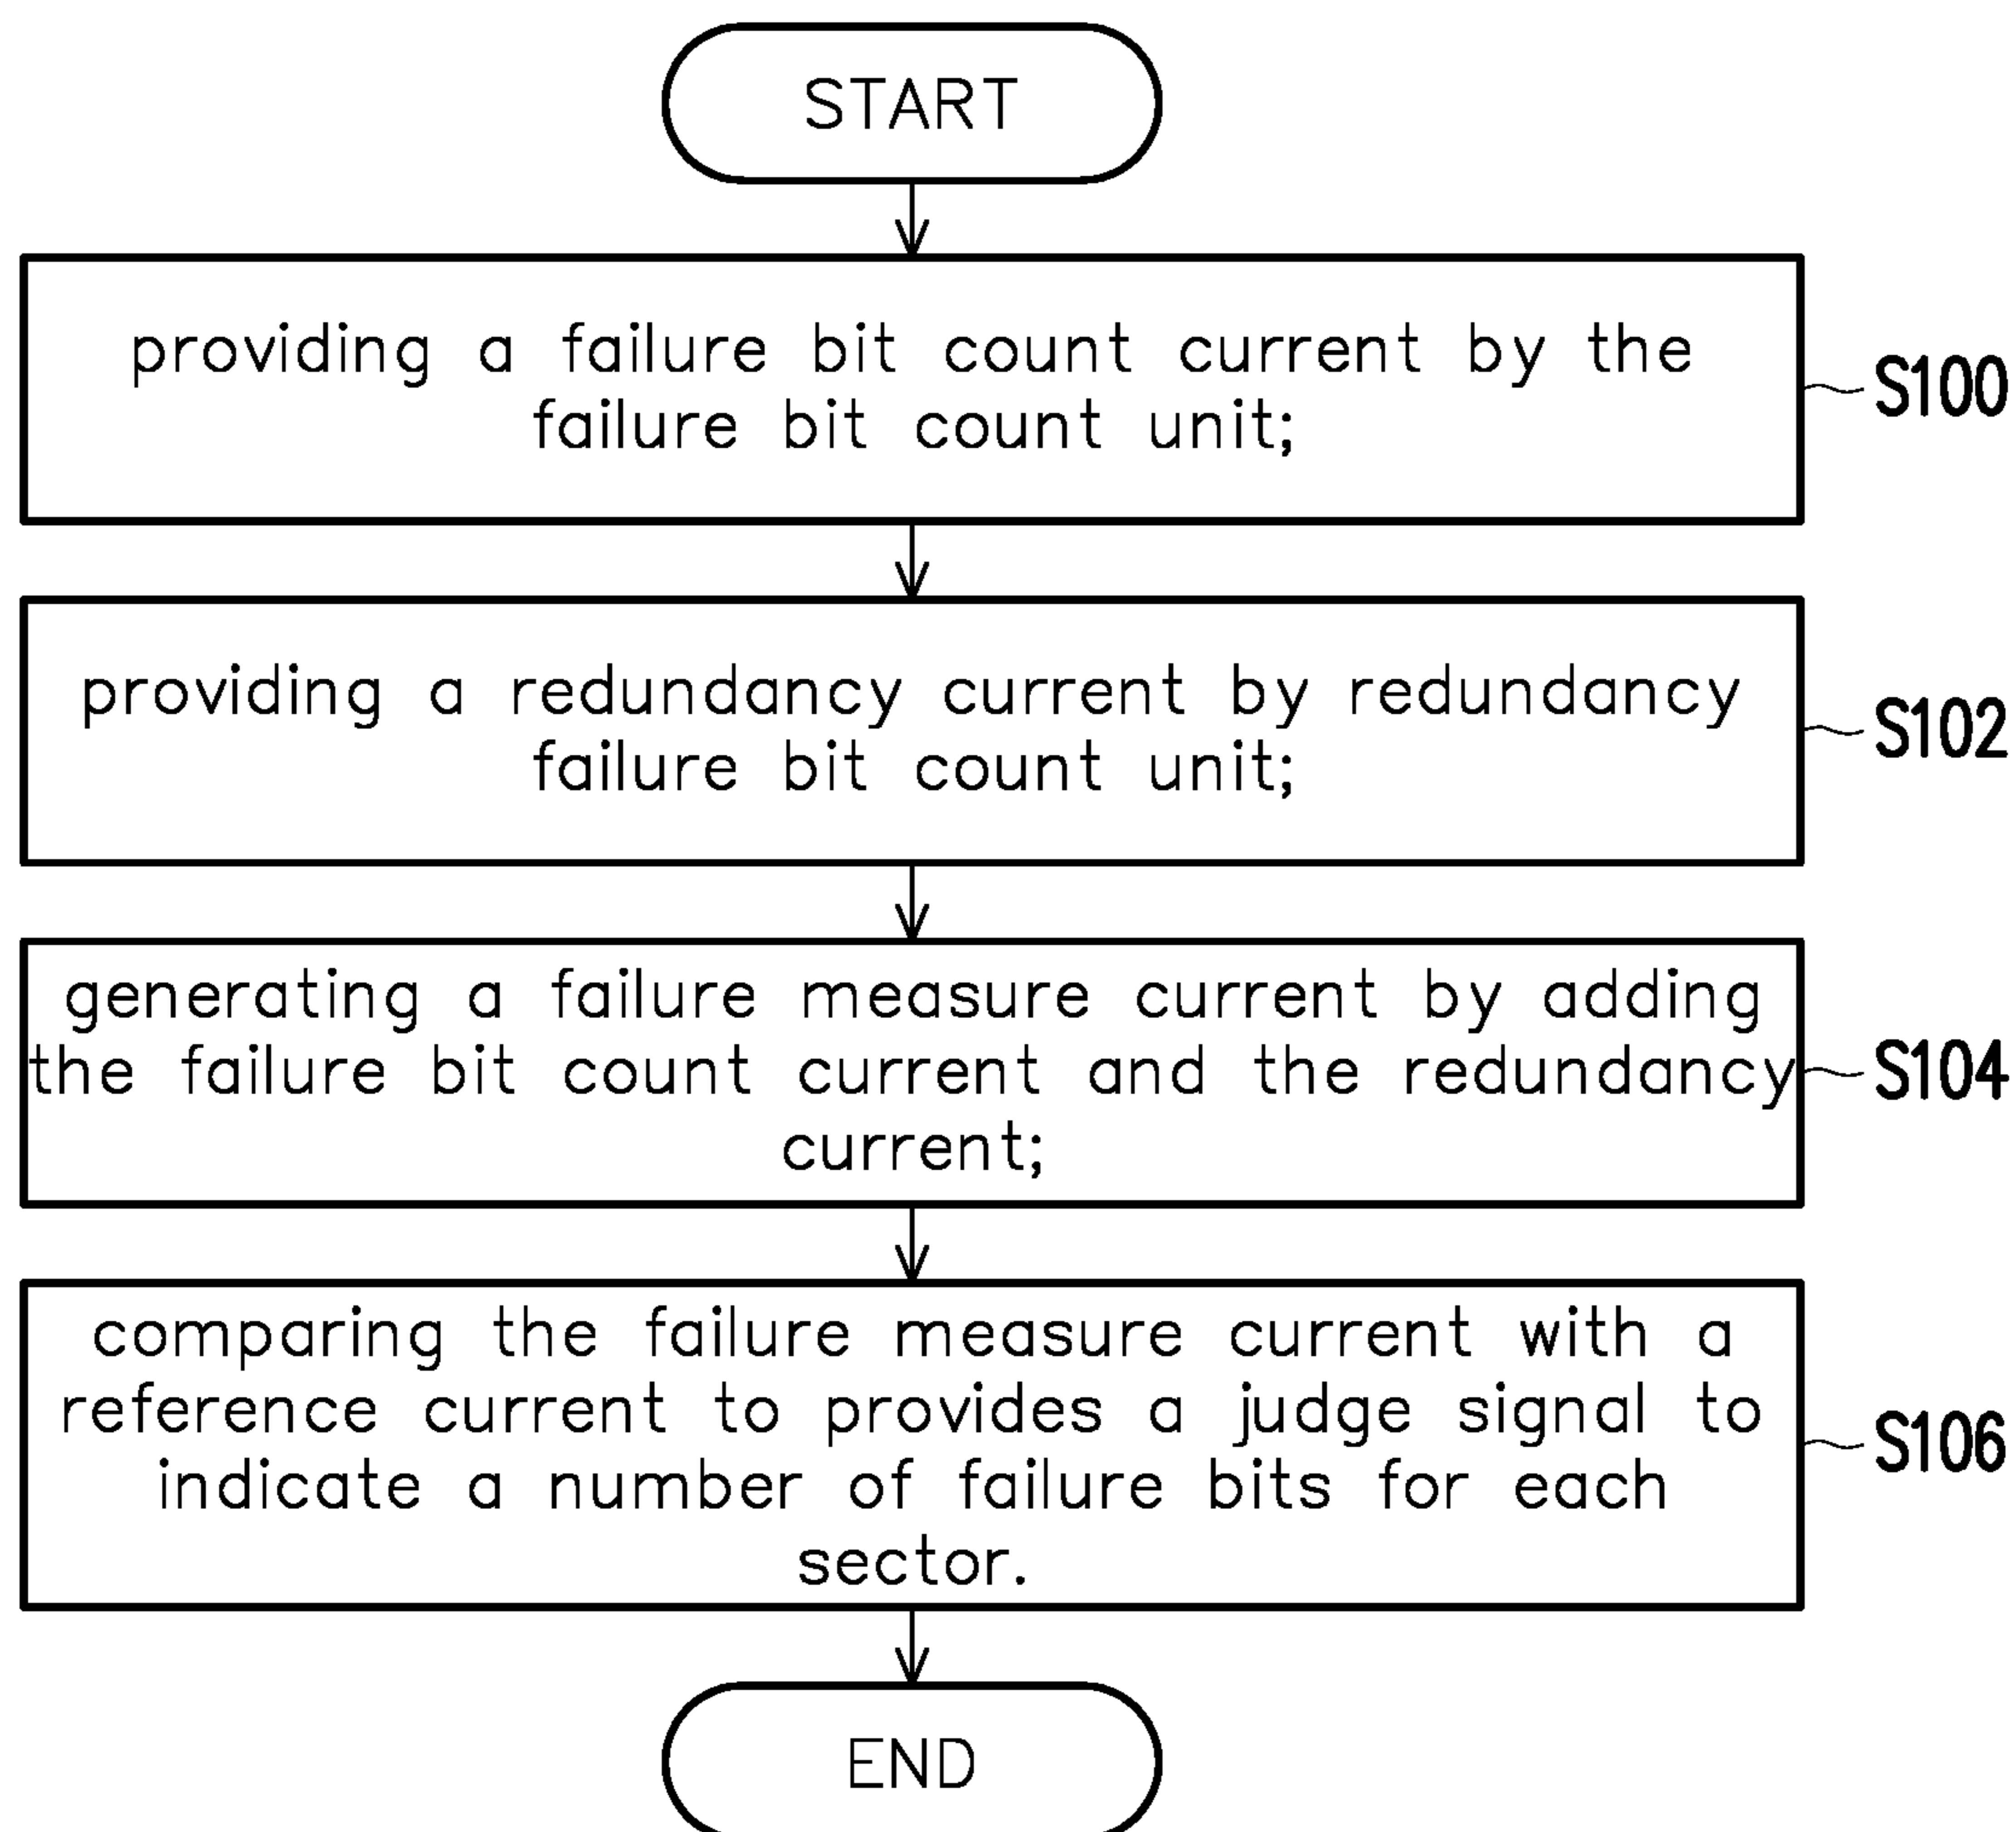 START
providing a failure bit count current by the
failure bit count unit;
S100
providing a redundancy current by redundancy
failure bit count unit;
S102
generating a failure measure current by adding
the failure bit count current and the redundancy
current;
S104
comparing the failure measure current with a
reference current to provides a judge signal to
indicate a number of failure bits for each
sector.
S106
END